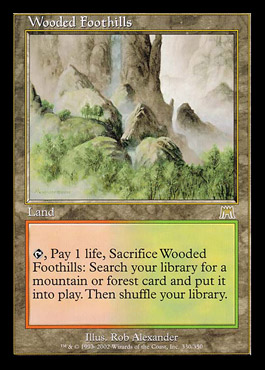 Wooded Foothills
Land
, Pay 1 life, Sacrifice Wooded
Foothills: Search your library for a
mountain or forest card and put it
into play. Then shuffle your library.
Illus. Rob Alexander
™ & © 1993–2002 Wizards of the Coast, Inc. 330/350